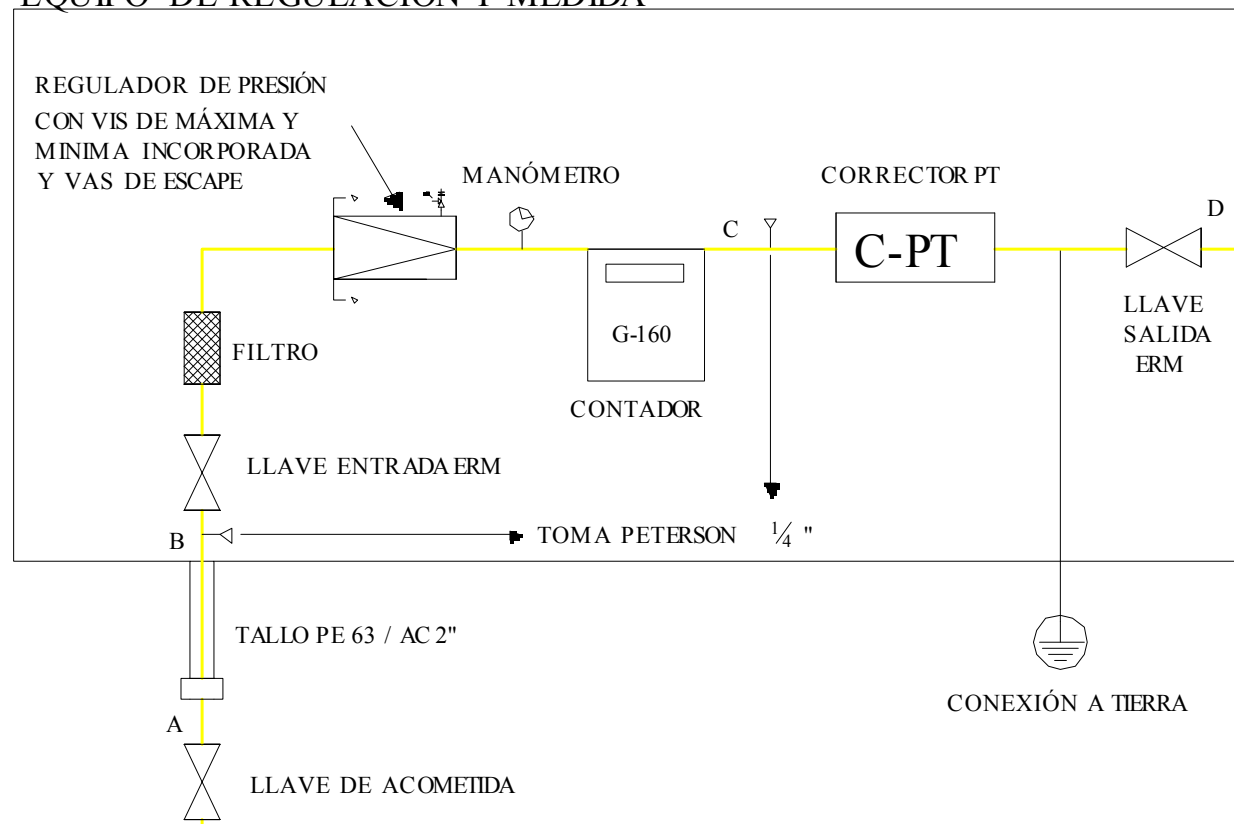 EQUIPO DE REGULACIÓN Y MEDIDA
REGULADOR DE PRESIÓN
CON VIS DE MÁXIMA Y
MINIMA INCORPORADA
Y VAS DE ESCAPE
MANÓMETRO
CORRECTOR PT
C
D
C-PT
LLAVE
SALIDA
ERM
G-160
FILTRO
CONTADOR
LLAVE ENTRADA ERM
B
TOMA PETERSON ¼ "
TALLO PE 63 / AC 2"
CONEXIÓN A TIERRA
A
LLAVE DE ACOMETIDA